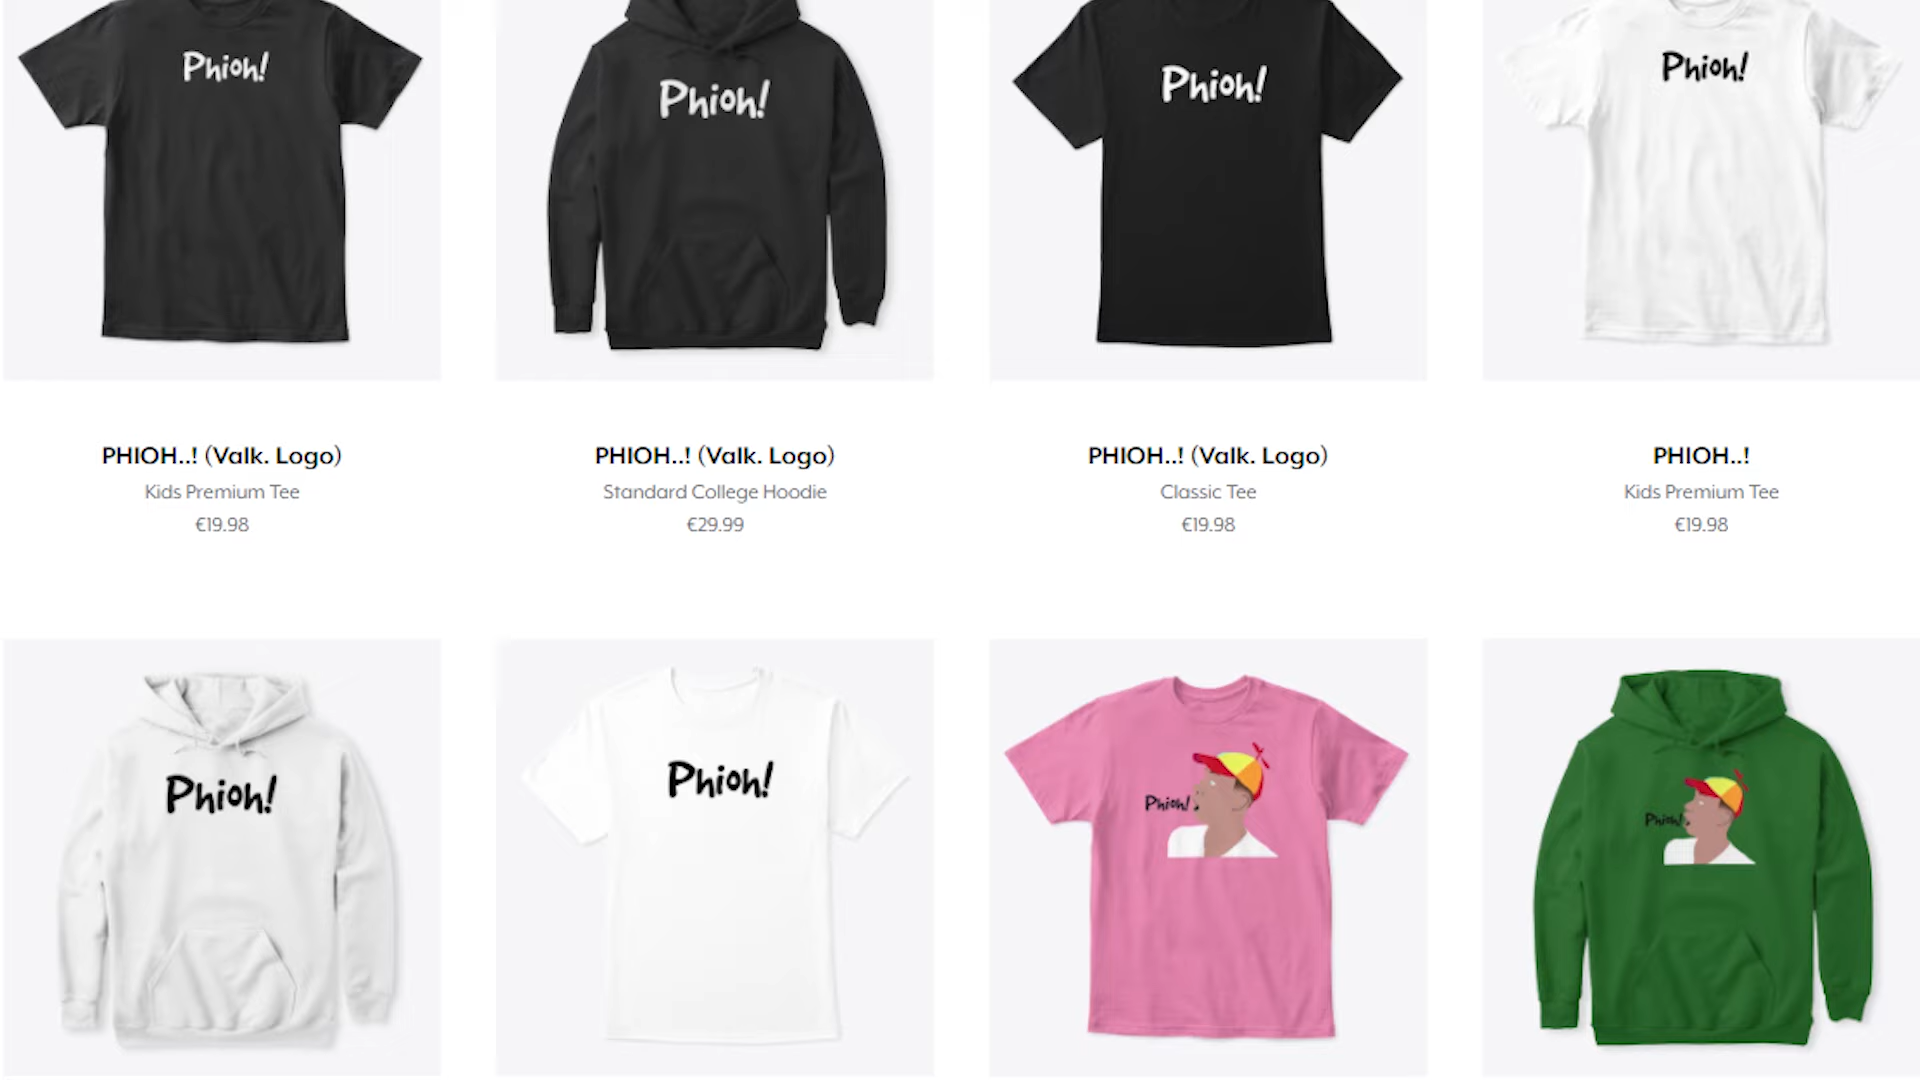 Phioh!
Phioh!
Phioh!
Phioh!
PHIOH..! (Valk. Logo)
Kids Premium Tee
€19.98
PHIOH..! (Valk. Logo)
Standard College Hoodie
€29.99
PHIOH..! (Valk. Logo)
Classic Tee
€19.98
PHIOH..!
Kids Premium Tee
€19.98
Phioh!
Phioh!
Phioh!
Phioh!